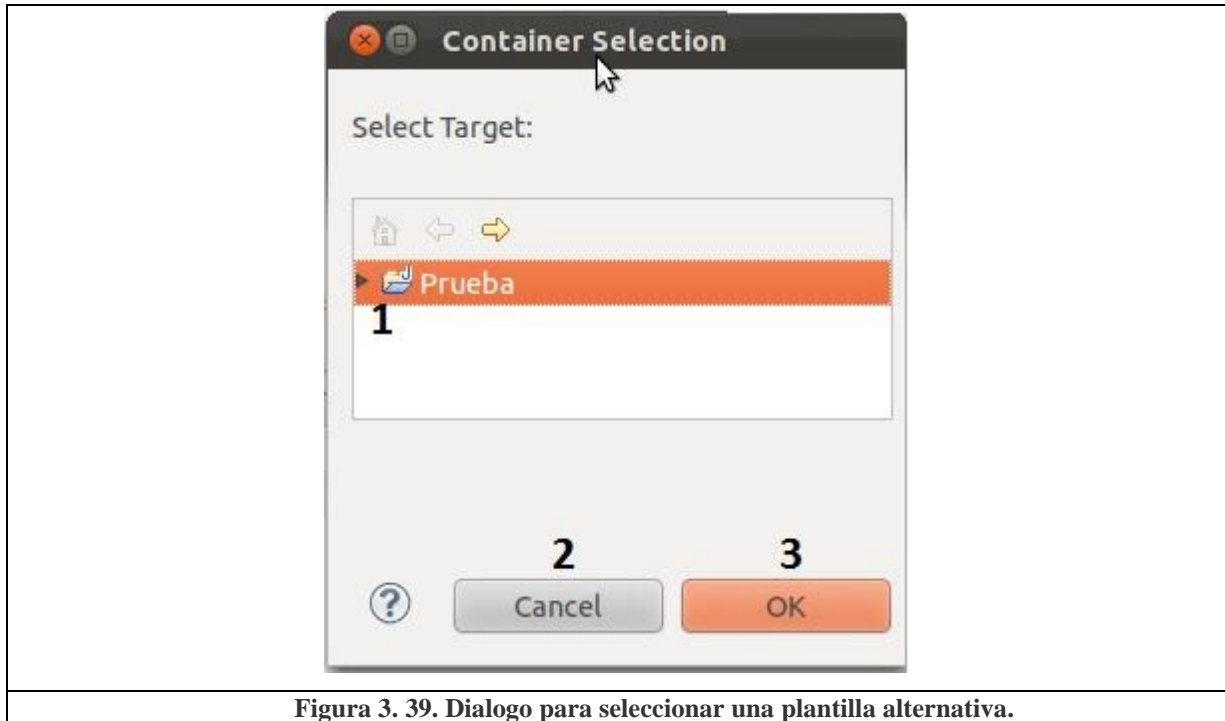 Container Selection
Select Target:
Prueba
1
2 3
Cancel OK
Figura 3. 39. Dialogo para seleccionar una plantilla alternativa.